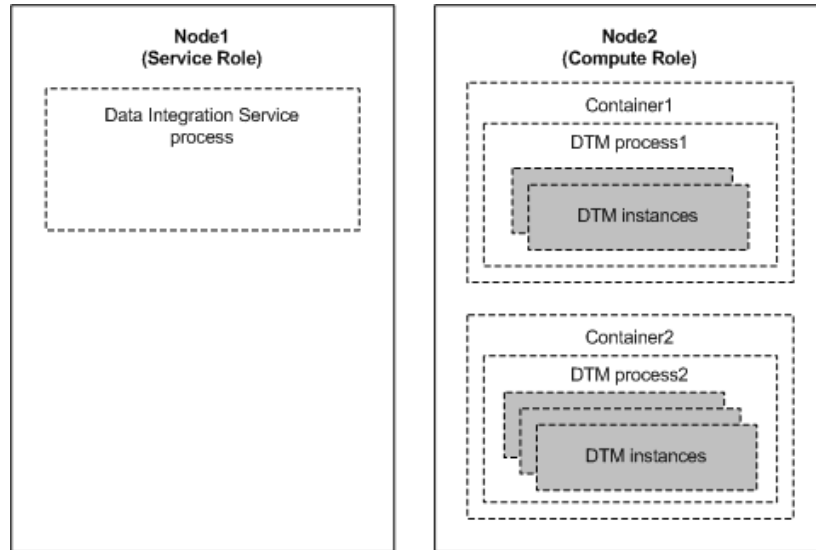 Node1
(Service Role)
Data Integration Service
process
Node2
(Compute Role)
Container1
DTM process1
DTM instances
Container2
DTM process2
DTM instances